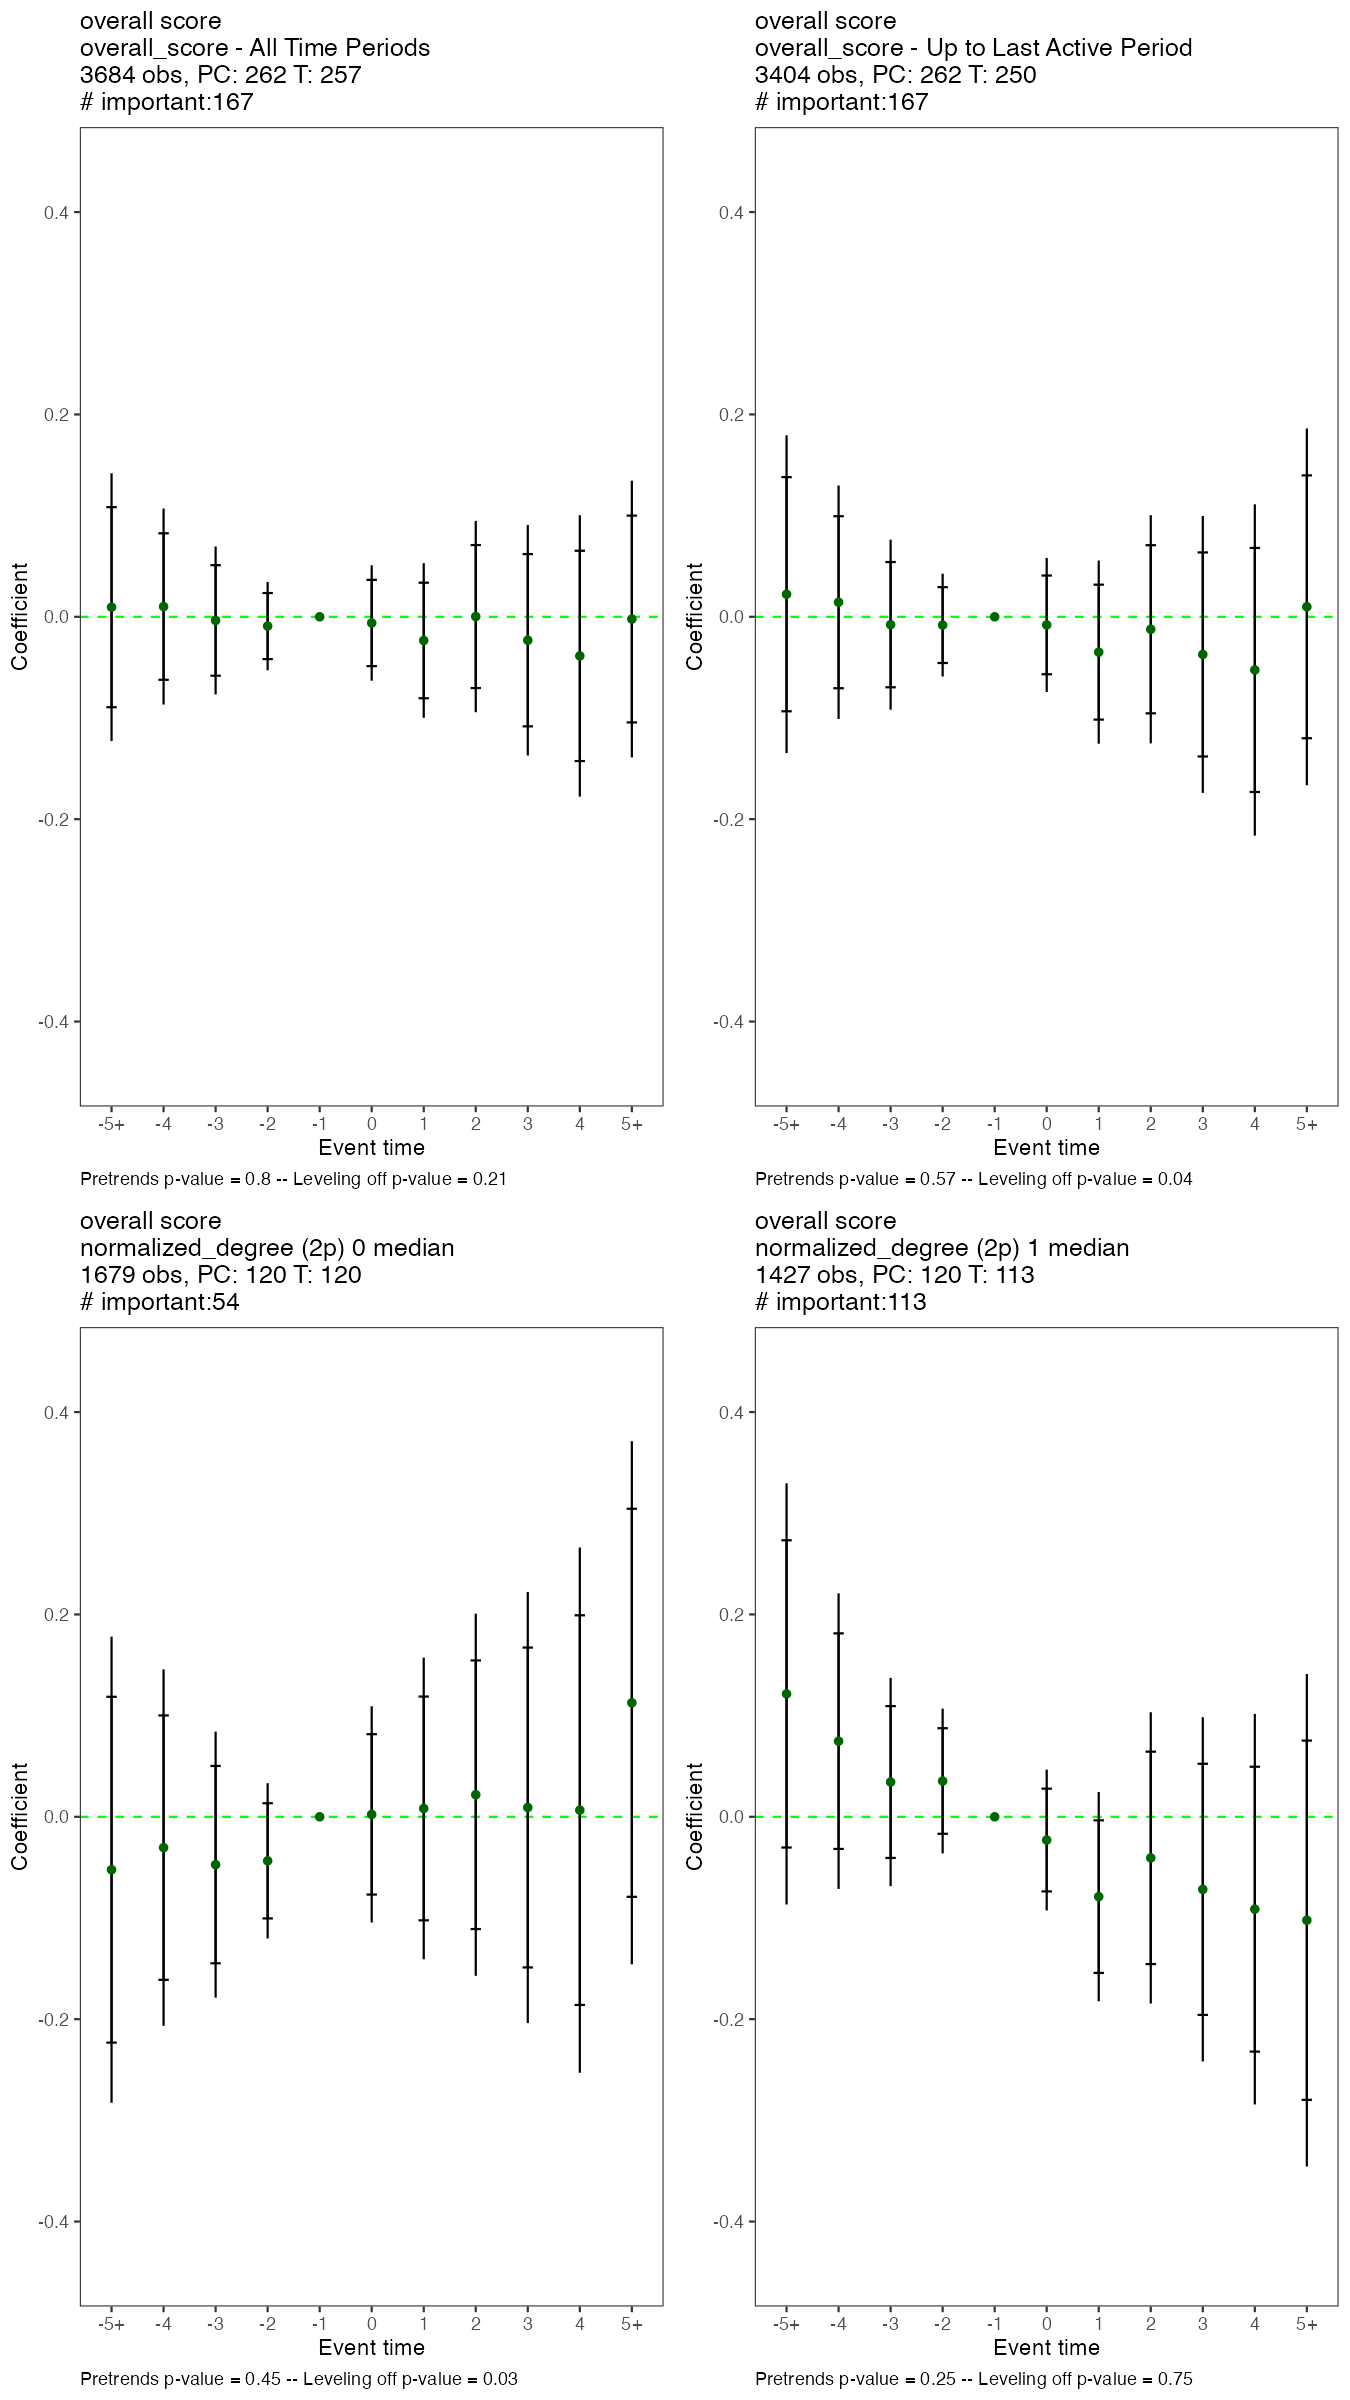 overall score
overall_score - All Time Periods
3684 obs, PC: 262 T: 257
# important:167
0.4
0.2
0.0
-0.2
-0.4
Coefficient
-5+ -4 -3 -2 -1 0 1 2 3 4 5+
Event time
Pretrends p-value = 0.8 -- Leveling off p-value = 0.21
overall score
overall_score - Up to Last Active Period
3404 obs, PC: 262 T: 250
# important:167
0.4
0.2
0.0
-0.2
-0.4
Coefficient
-5+ -4 -3 -2 -1 0 1 2 3 4 5+
Event time
Pretrends p-value = 0.57 -- Leveling off p-value = 0.04
overall score
normalized_degree (2p) 0 median
1679 obs, PC: 120 T: 120
# important:54
0.4
0.2
0.0
-0.2
-0.4
Coefficient
-5+ -4 -3 -2 -1 0 1 2 3 4 5+
Event time
Pretrends p-value = 0.45 -- Leveling off p-value = 0.03
overall score
normalized_degree (2p) 1 median
1427 obs, PC: 120 T: 113
# important:113
0.4
0.2
0.0
-0.2
-0.4
Coefficient
-5+ -4 -3 -2 -1 0 1 2 3 4 5+
Event time
Pretrends p-value = 0.25 -- Leveling off p-value = 0.75